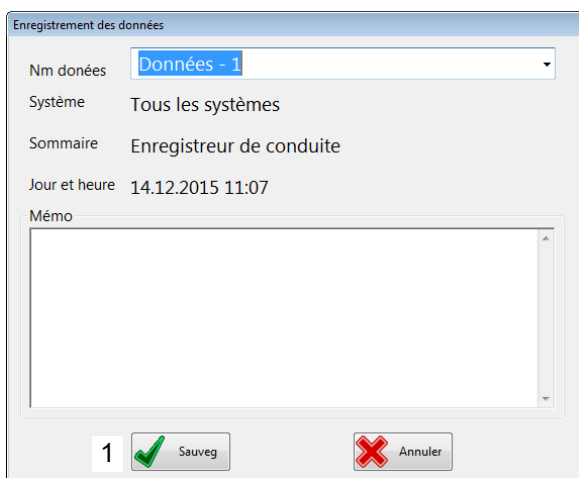 Enregistrement des données
Nm donées Données - 1
Système Tous les systèmes
Sommaire Enregistreur de conduite
Jour et heure 14.12.2015 11:07
Mémo
1 Sauveg Annuler